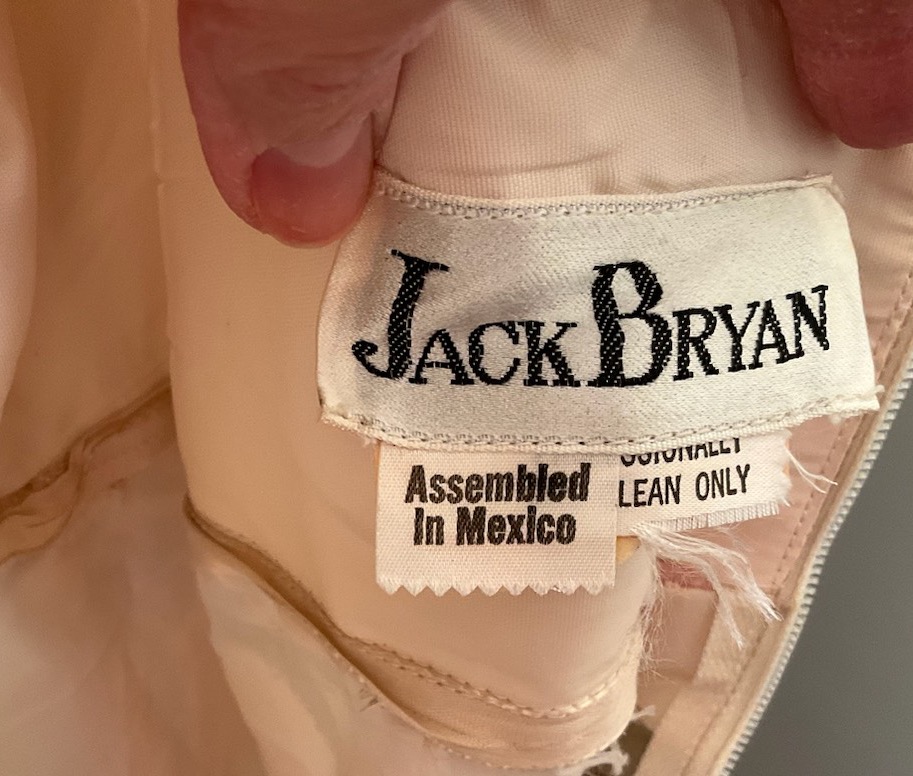 JACK BRYAN
Assembled
In Mexico
LEAN ONLY